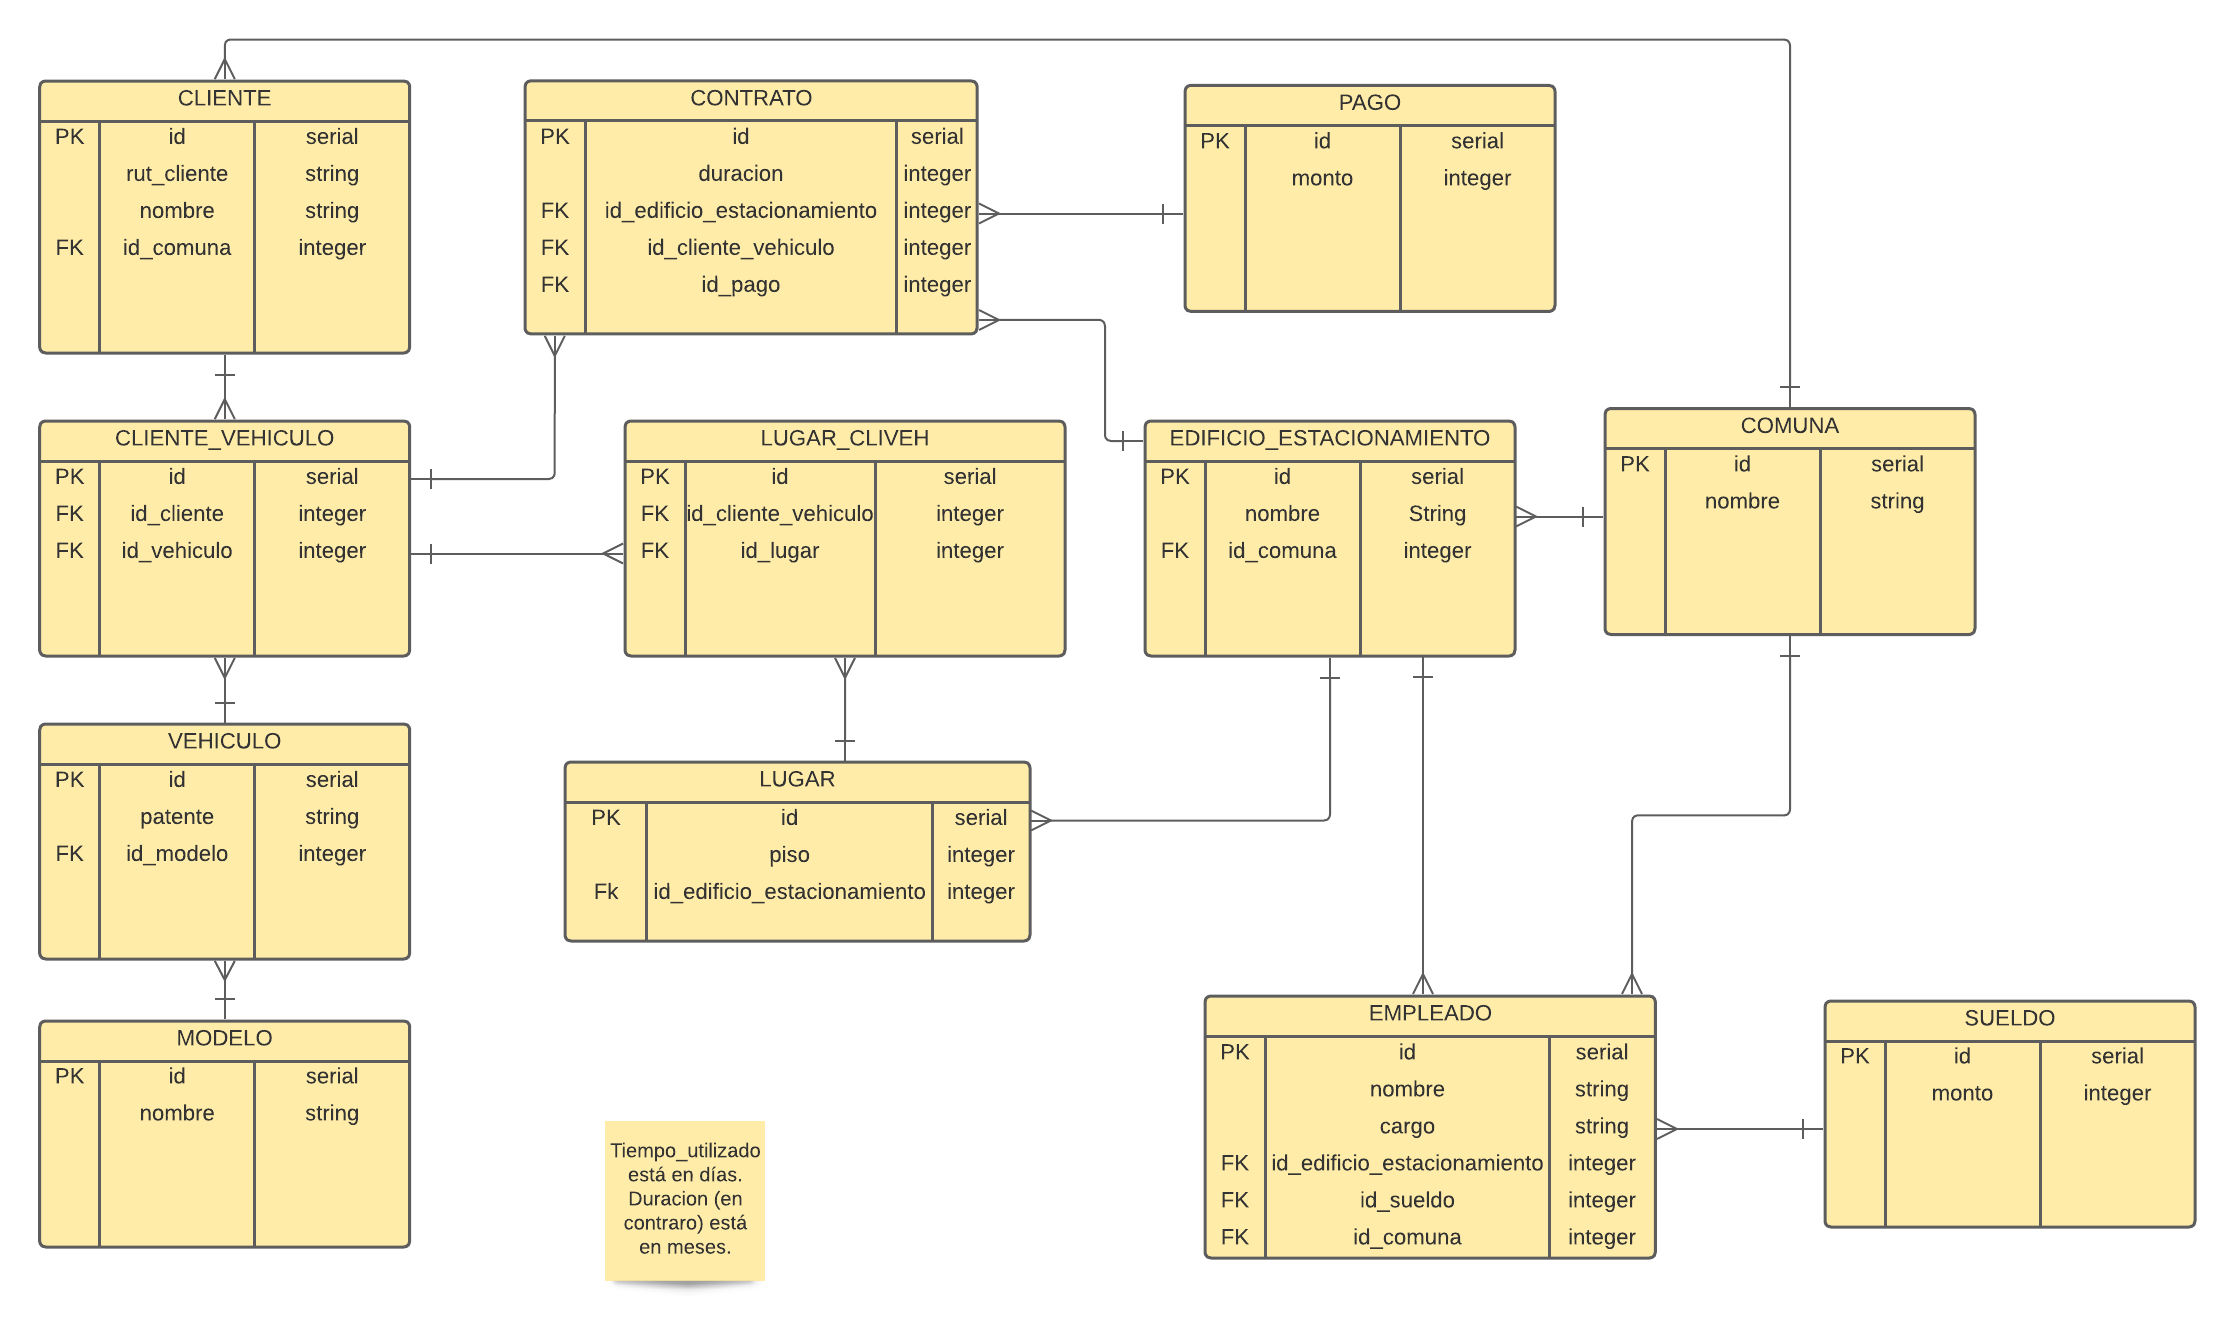 CLIENTE
PK id serial
rut_cliente string
nombre string
FK id_comuna integer
CONTRATO
PK id serial
duracion integer
FK id_edificio_estacionamiento integer
FK id_cliente_vehiculo integer
FK id_pago integer
PAGO
PK id serial
monto integer
CLIENTE_VEHICULO
PK id serial
FK id_cliente integer
FK id_vehiculo integer
LUGAR_CLIVEH
PK id serial
FK id_cliente_vehiculo integer
FK id_lugar integer
EDIFICIO_ESTACIONAMIENTO
PK id serial
nombre String
FK id_comuna integer
COMUNA
PK id serial
nombre string
VEHICULO
PK id serial
patente string
FK id_modelo integer
LUGAR
PK id serial
piso integer
Fk id_edificio_estacionamiento integer
MODELO
PK id serial
nombre string
Tiempo_utilizado
está en días.
Duracion (en
contraro) está
en meses.
EMPLEADO
PK id serial
nombre string
cargo string
FK id_edificio_estacionamiento integer
FK id_sueldo integer
FK id_comuna integer
SUELDO
PK id serial
monto integer